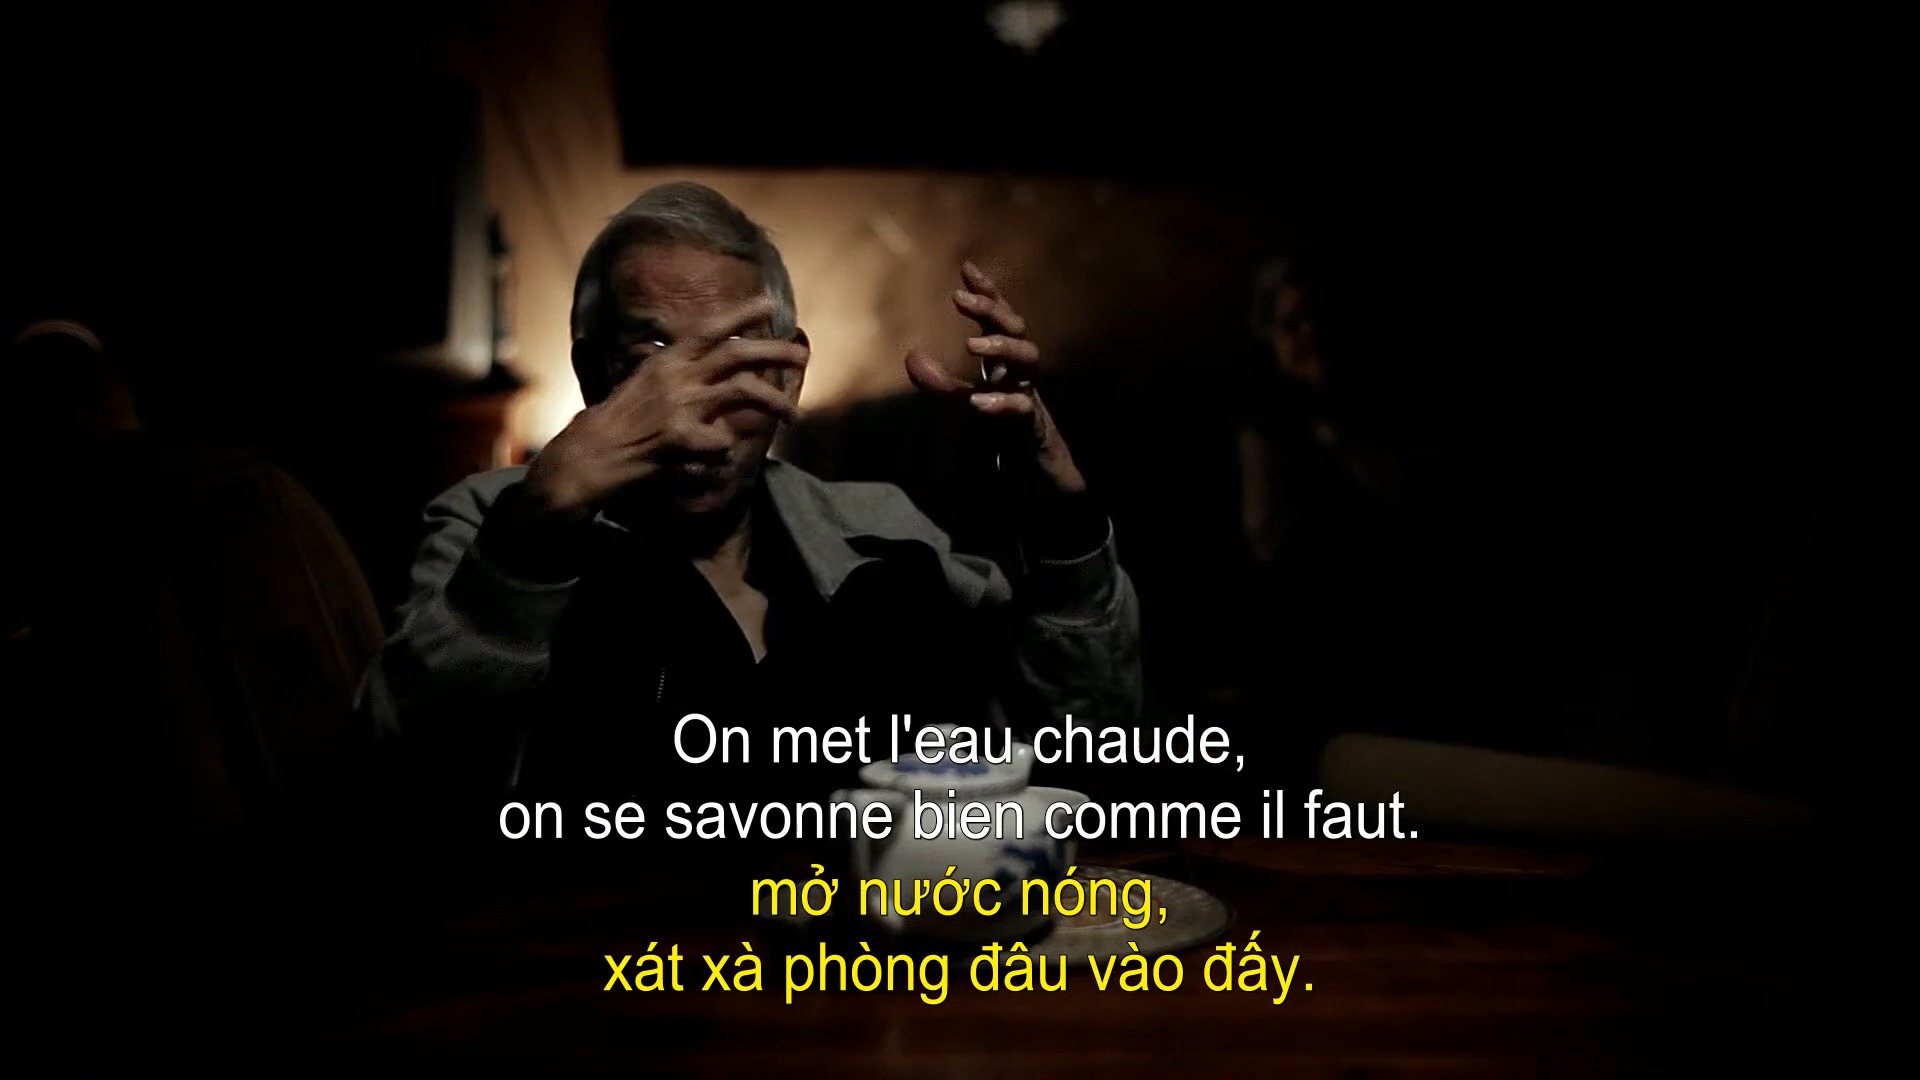 On met l'eau chaude,
on se savonne bien comme il faut.
mở nước nóng,
xát xà phòng đâu vào đấy.